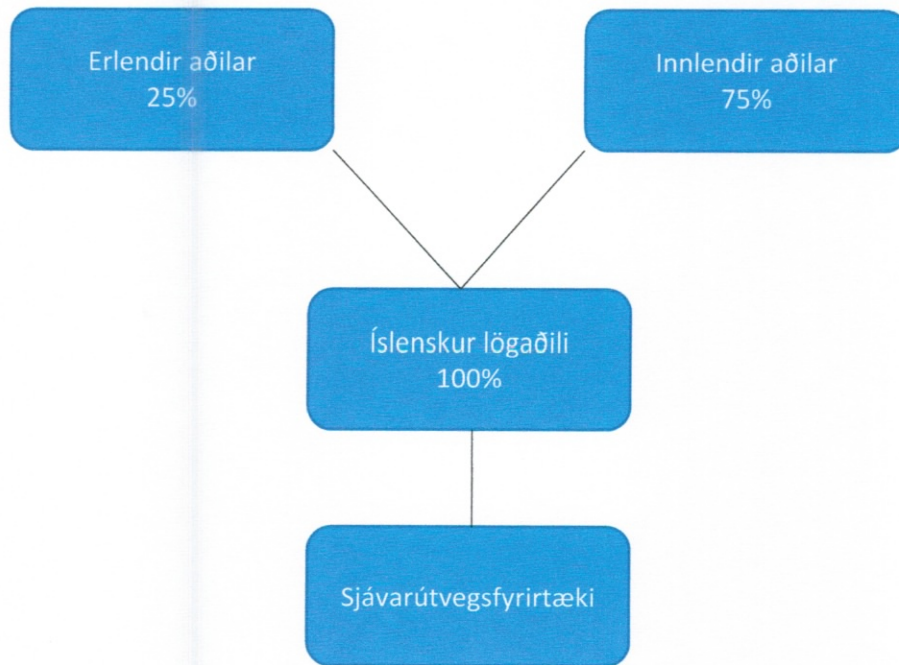 Erlendir aðilar
25%
Innlendir aðilar
75%
Íslenskur lögaðili
100%
Sjávarútvegsfyrirtæki